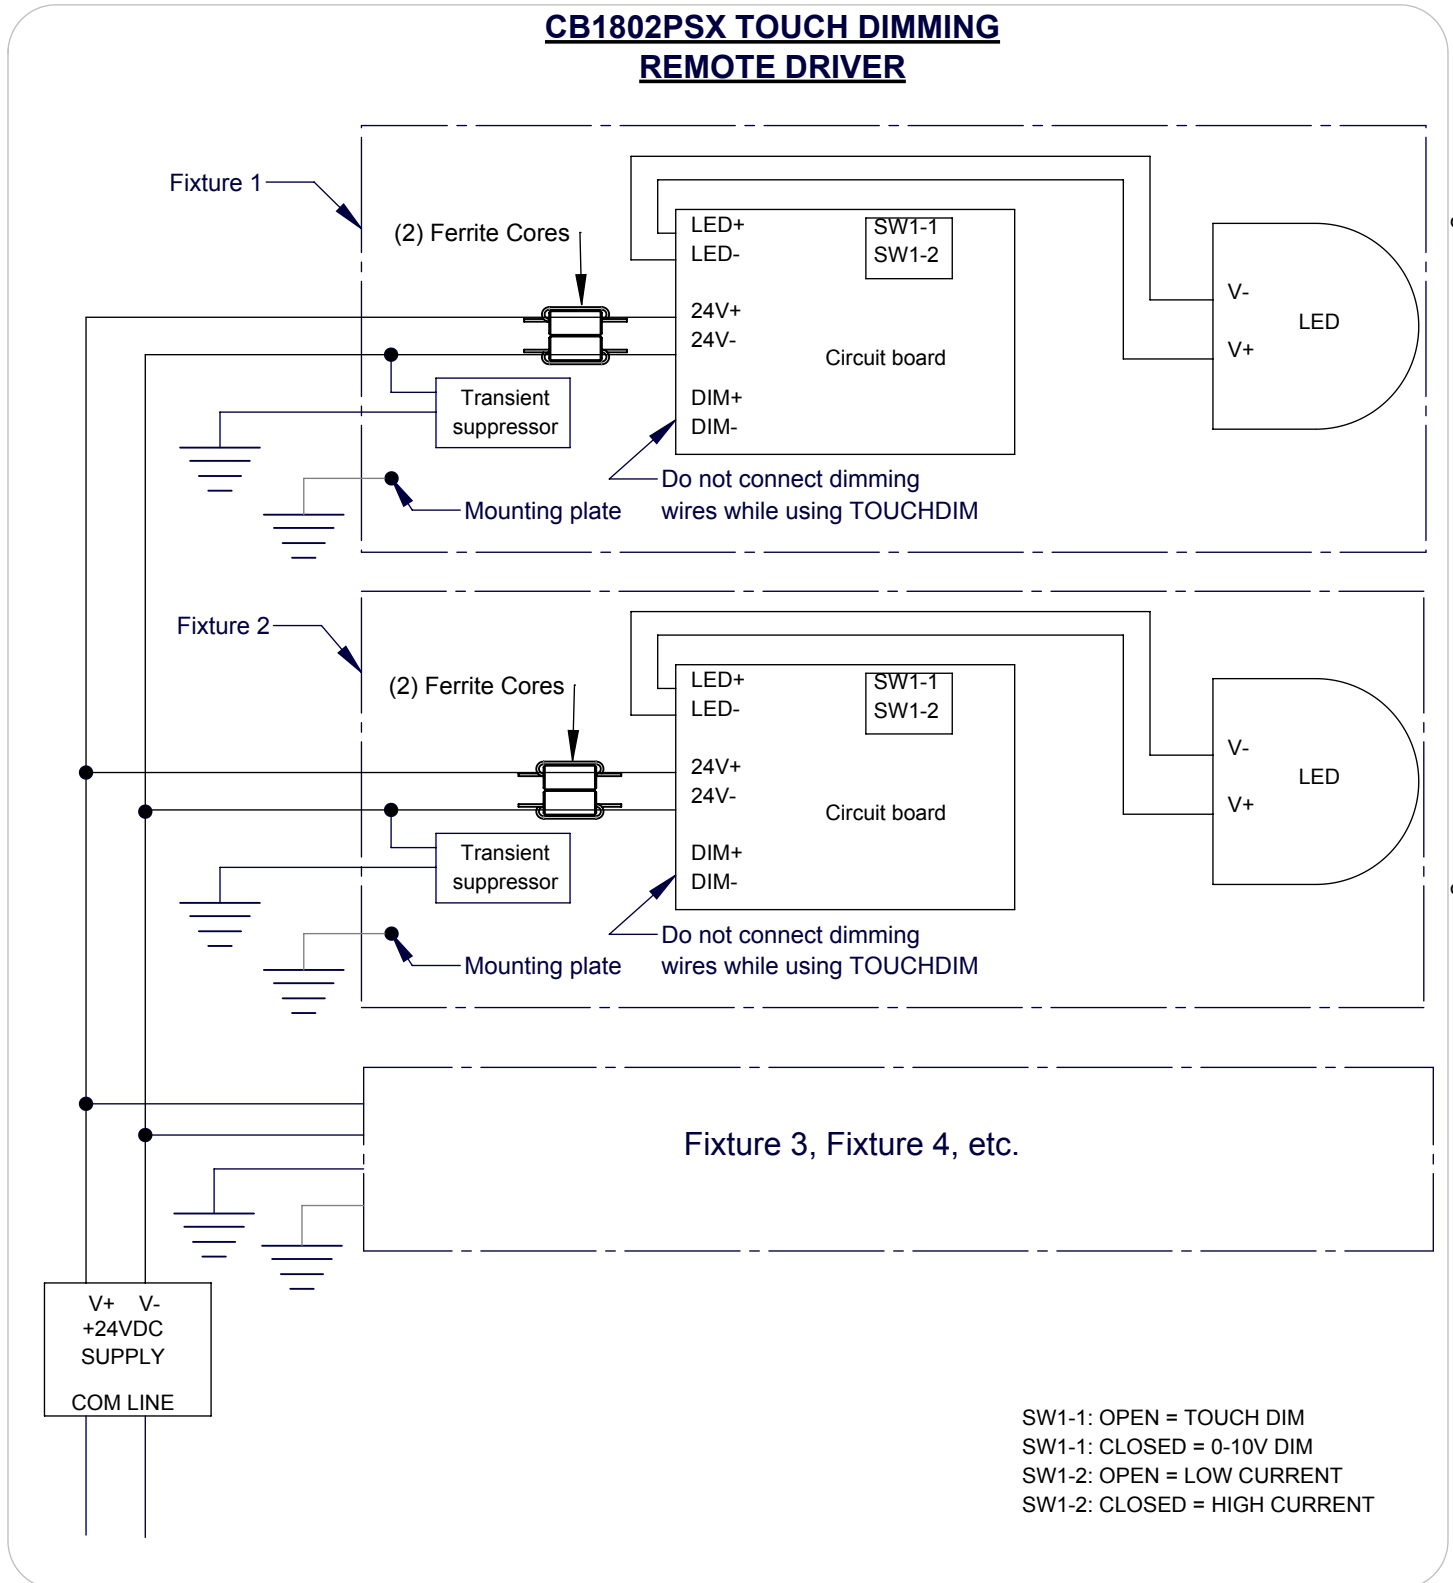 CB1802PSX TOUCH DIMMING
REMOTE DRIVER
Fixture 1
(2) Ferrite Cores
LED+
LED-
SW1-1
SW1-2
24V+
24V-
Circuit board
DIM+
DIM-
V-
V+
LED
Transient
suppressor
Do not connect dimming
wires while using TOUCHDIM
Mounting plate
Fixture 2
(2) Ferrite Cores
LED+
LED-
SW1-1
SW1-2
24V+
24V-
Circuit board
DIM+
DIM-
V-
V+
LED
Transient
suppressor
Do not connect dimming
wires while using TOUCHDIM
Mounting plate
Fixture 3, Fixture 4, etc.
V+ V-
+24VDC
SUPPLY
COM LINE
SW1-1: OPEN = TOUCH DIM
SW1-1: CLOSED = 0-10V DIM
SW1-2: OPEN = LOW CURRENT
SW1-2: CLOSED = HIGH CURRENT